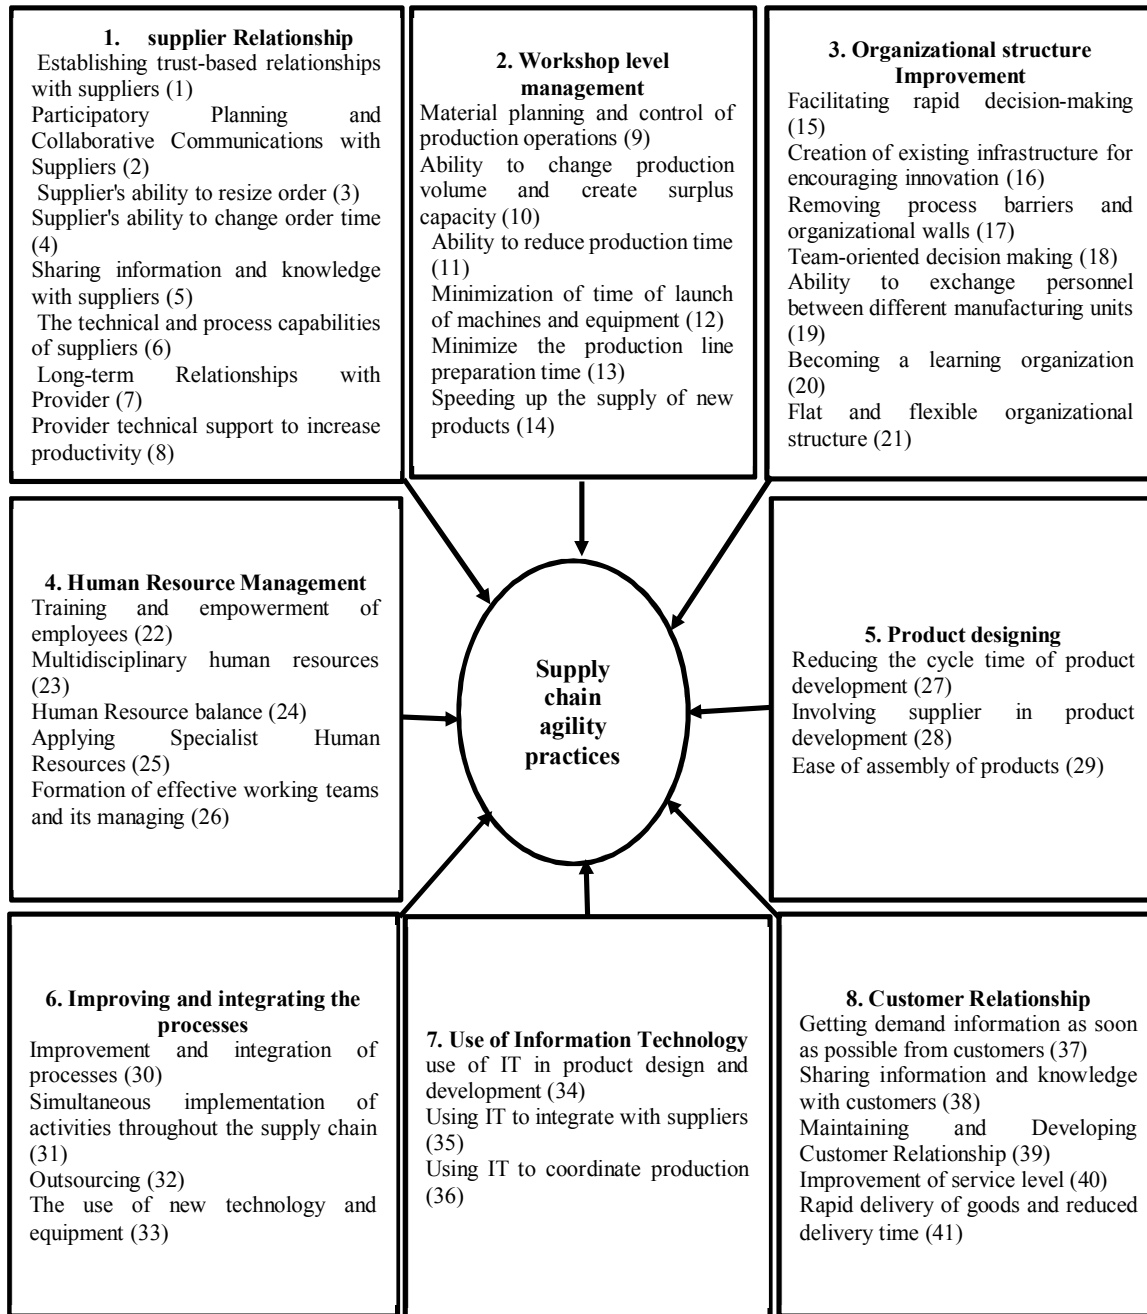 1. supplier Relationship
Establishing trust-based relationships
with suppliers (1)
Participatory Planning and
Collaborative Communications with
Suppliers (2)
Supplier's ability to resize order (3)
Supplier's ability to change order time
(4)
Sharing information and knowledge
with suppliers (5)
The technical and process capabilities
of suppliers (6)
Long-term Relationships with
Provider (7)
Provider technical support to increase
productivity (8)
2. Workshop level
management
Material planning and control of
production operations (9)
Ability to change production
volume and create surplus
capacity (10)
Ability to reduce production time
(11)
Minimization of time of launch
of machines and equipment (12)
Minimize the production line
preparation time (13)
Speeding up the supply of new
products (14)
3. Organizational structure
Improvement
Facilitating rapid decision-making
(15)
Creation of existing infrastructure for
encouraging innovation (16)
Removing process barriers and
organizational walls (17)
Team-oriented decision making (18)
Ability to exchange personnel
between different manufacturing units
(19)
Becoming a learning organization
(20)
Flat and flexible organizational
structure (21)
4. Human Resource Management
Training and empowerment of
employees (22)
Multidisciplinary human resources
(23)
Human Resource balance (24)
Applying Specialist Human
Resources (25)
Formation of effective working teams
and its managing (26)
Supply
chain
agility
practices
5. Product designing
Reducing the cycle time of product
development (27)
Involving supplier in product
development (28)
Ease of assembly of products (29)
6. Improving and integrating the
processes
Improvement and integration of
processes (30)
Simultaneous implementation of
activities throughout the supply chain
(31)
Outsourcing (32)
The use of new technology and
equipment (33)
7. Use of Information Technology
use of IT in product design and
development (34)
Using IT to integrate with suppliers
(35)
Using IT to coordinate production
(36)
8. Customer Relationship
Getting demand information as soon
as possible from customers (37)
Sharing information and knowledge
with customers (38)
Maintaining and Developing
Customer Relationship (39)
Improvement of service level (40)
Rapid delivery of goods and reduced
delivery time (41)